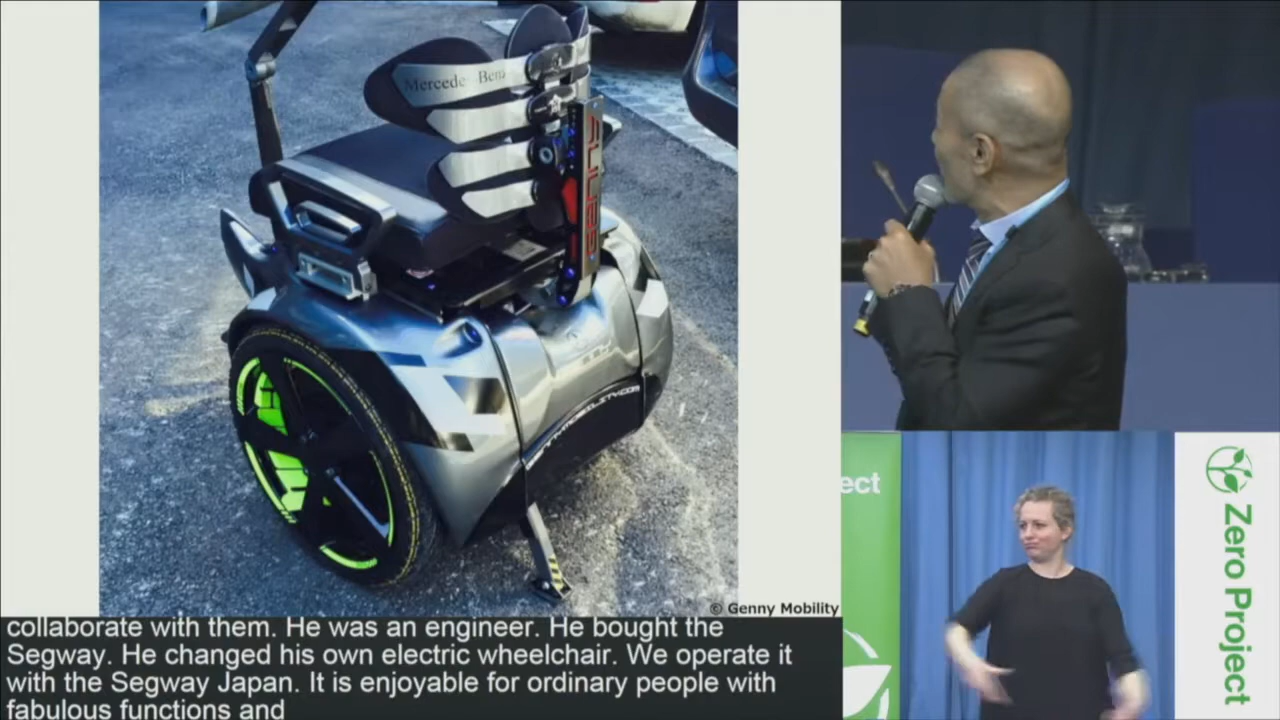 Mercede Benz
genny
© Genny Mobility
collaborate with them. He was an engineer. He bought the
Segway. He changed his own electric wheelchair. We operate it
with the Segway Japan. It is enjoyable for ordinary people with
fabulous functions and
ect
Zero Project